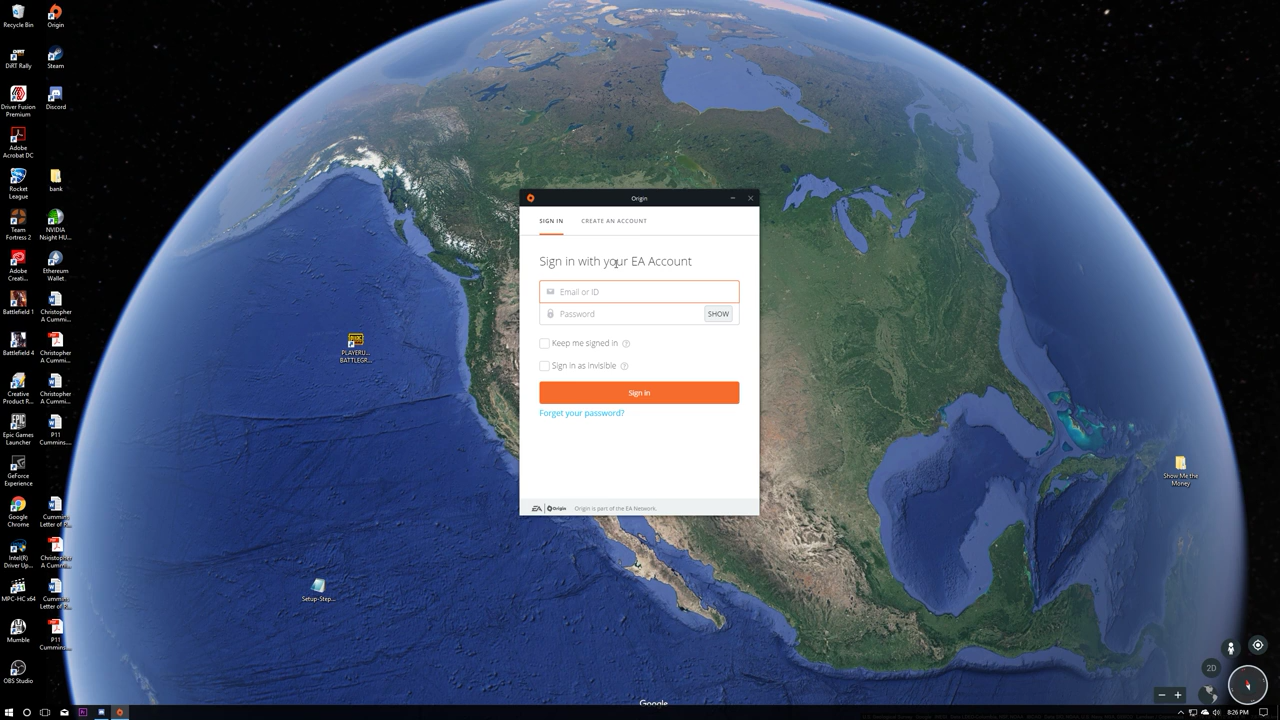 Recycle Bin
Origin
DiRT Rally
Steam
Driver Fusion
Premium
Discord
Adobe
Acrobat DC
Rocket
League
bank
Team
Fortress 2
NVIDIA
Nsight HU...
Adobe
Creati...
Ethereum
Wallet
Battlefield 1
Christopher
A Cummi...
Battlefield 4
Christopher
A Cummi...
Creative
Product R...
Christopher
A Cummi...
Epic Games
Launcher
P11
Cummins...
GeForce
Experience
Google
Chrome
Cummin...
Letter of R...
Intel(R)
Driver Up...
Christopher
A Cummi...
MPC-HC x64
Cummins
Letter of R...
Mumble
P11
Cummins...
OBS Studio
PLAYERU...
BATTLEGR...
Setup-Step...
Origin
SIGN IN
CREATE AN ACCOUNT
Sign in with your EA Account
Email or ID
Password
SHOW
Keep me signed in
Sign in as invisible
Sign In
Forget your password?
EA
Origin
Origin is part of the EA Network.
Show Me the
Money
2D
Google
8:26 PM